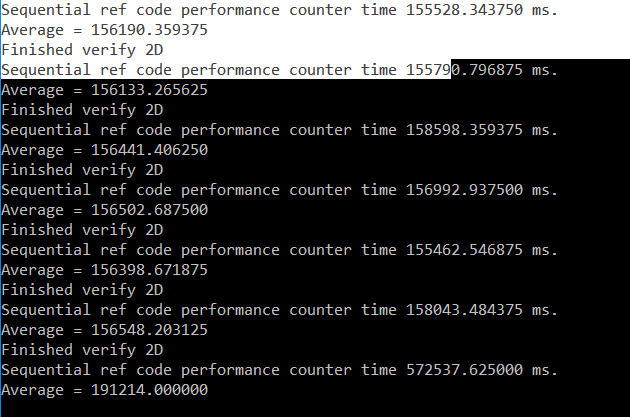 Sequential ref code performance counter time 155528.343750 ms.
Average = 156190.359375
Finished verify 2D
Sequential ref code performance counter time 155790.796875 ms.
Average = 156133.265625
Finished verify 2D
Sequential ref code performance counter time 158598.359375 ms.
Average = 156441.406250
Finished verify 2D
Sequential ref code performance counter time 156992.937500 ms.
Average = 156502.687500
Finished verify 2D
Sequential ref code performance counter time 155462.546875 ms.
Average = 156398.671875
Finished verify 2D
Sequential ref code performance counter time 158043.484375 ms.
Average = 156548.203125
Finished verify 2D
Sequential ref code performance counter time 572537.625000 ms.
Average = 191214.000000